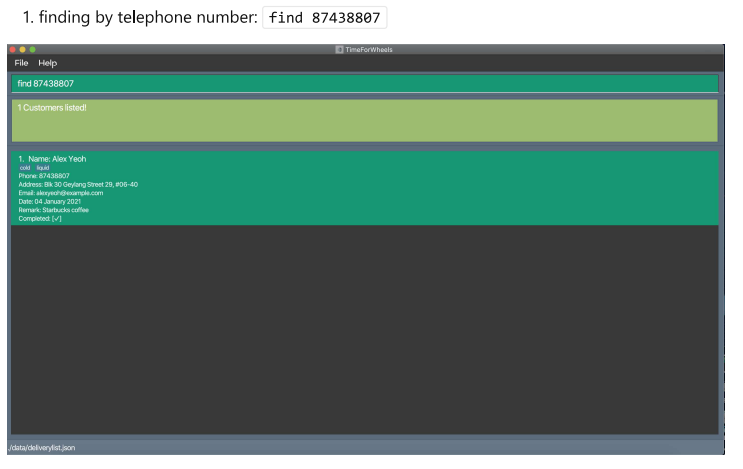 1. finding by telephone number: find 87438807
TimeForWheels
File Help
find 87438807
1 Customers listed!
1. Name: Alex Yeoh
cold liquid
Phone: 87438807
Address: Blk 30 Geylang Street 29, #06-40
Email: alexyeoh@example.com
Date: 04 January 2021
Remark: Starbucks coffee
Completed: [✓]
./data/deliverylist.json